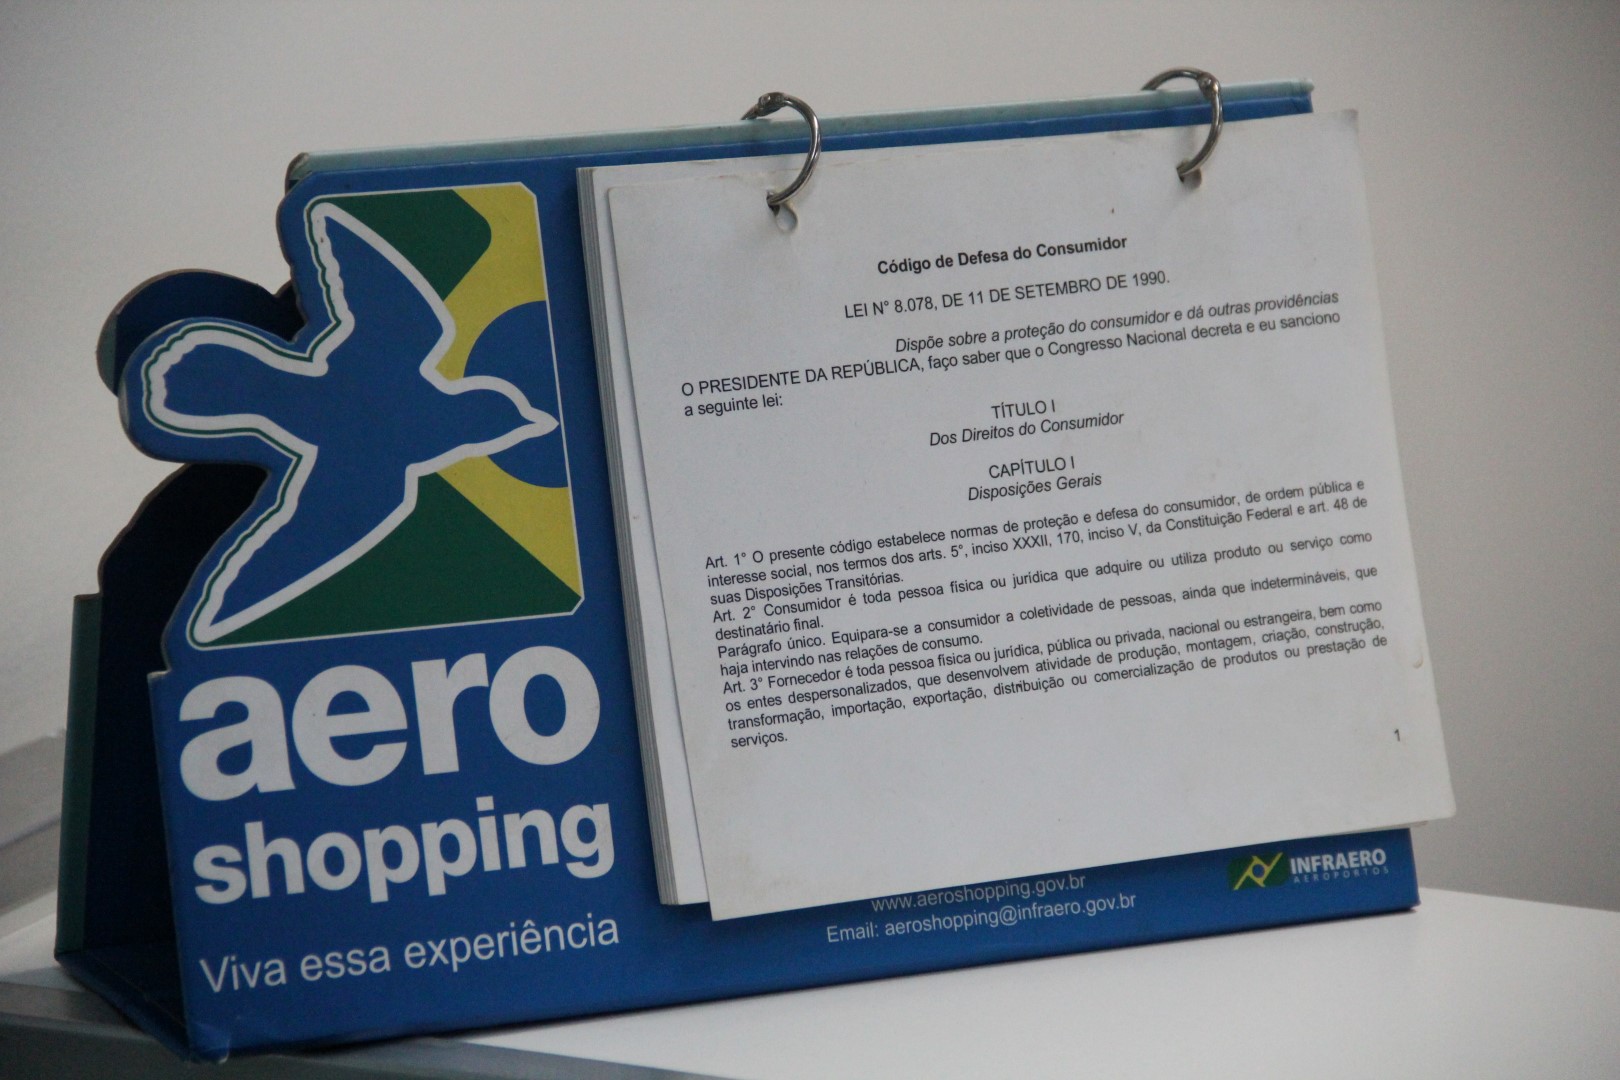 aero
shopping
Viva essa experiência
Código de Defesa do Consumidor
LEI N° 8.078, DE 11 DE SETEMBRO DE 1990.
Dispõe sobre a proteção do consumidor e dá outras providências
O PRESIDENTE DA REPÚBLICA, faço saber que o Congresso Nacional decreta e eu sanciono
a seguinte lei:
TÍTULO I
Dos Direitos do Consumidor
CAPÍTULO I
Disposições Gerais
Art. 1° O presente código estabelece normas de proteção e defesa do consumidor, de ordem pública e
interesse social, nos termos dos arts. 5°, inciso XXXII, 170, inciso V, da Constituição Federal e art. 48 de
suas Disposições Transitórias.
Art. 2° Consumidor é toda pessoa física ou jurídica que adquire ou utiliza produto ou serviço como
destinatário final.
Parágrafo único. Equipara-se a consumidor a coletividade de pessoas, ainda que indetermináveis, que
haja intervindo nas relações de consumo.
Art. 3° Fornecedor é toda pessoa física ou jurídica, pública ou privada, nacional ou estrangeira, bem como
os entes despersonalizados, que desenvolvem atividade de produção, montagem, criação, construção,
transformação, importação, exportação, distribuição ou comercialização de produtos ou prestação de
serviços.
1
www.aeroshopping.gov.br
Email: aeroshopping@infraero.gov.br
INFRAERO
AEROPORTOS